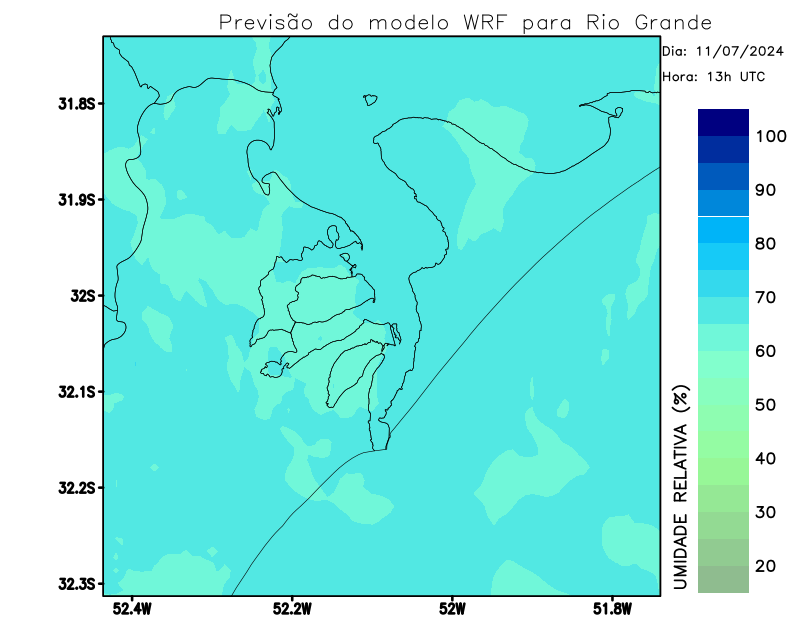 Previsão do modelo WRF para Rio Grande
Dia: 11/07/2024
Hora: 13h UTC
31.8S
31.9S
32S
32.1S
32.2S
32.3S
52.4W
52.2W
52W
51.8W
UMIDADE RELATIVA (%)
100
90
80
70
60
50
40
30
20